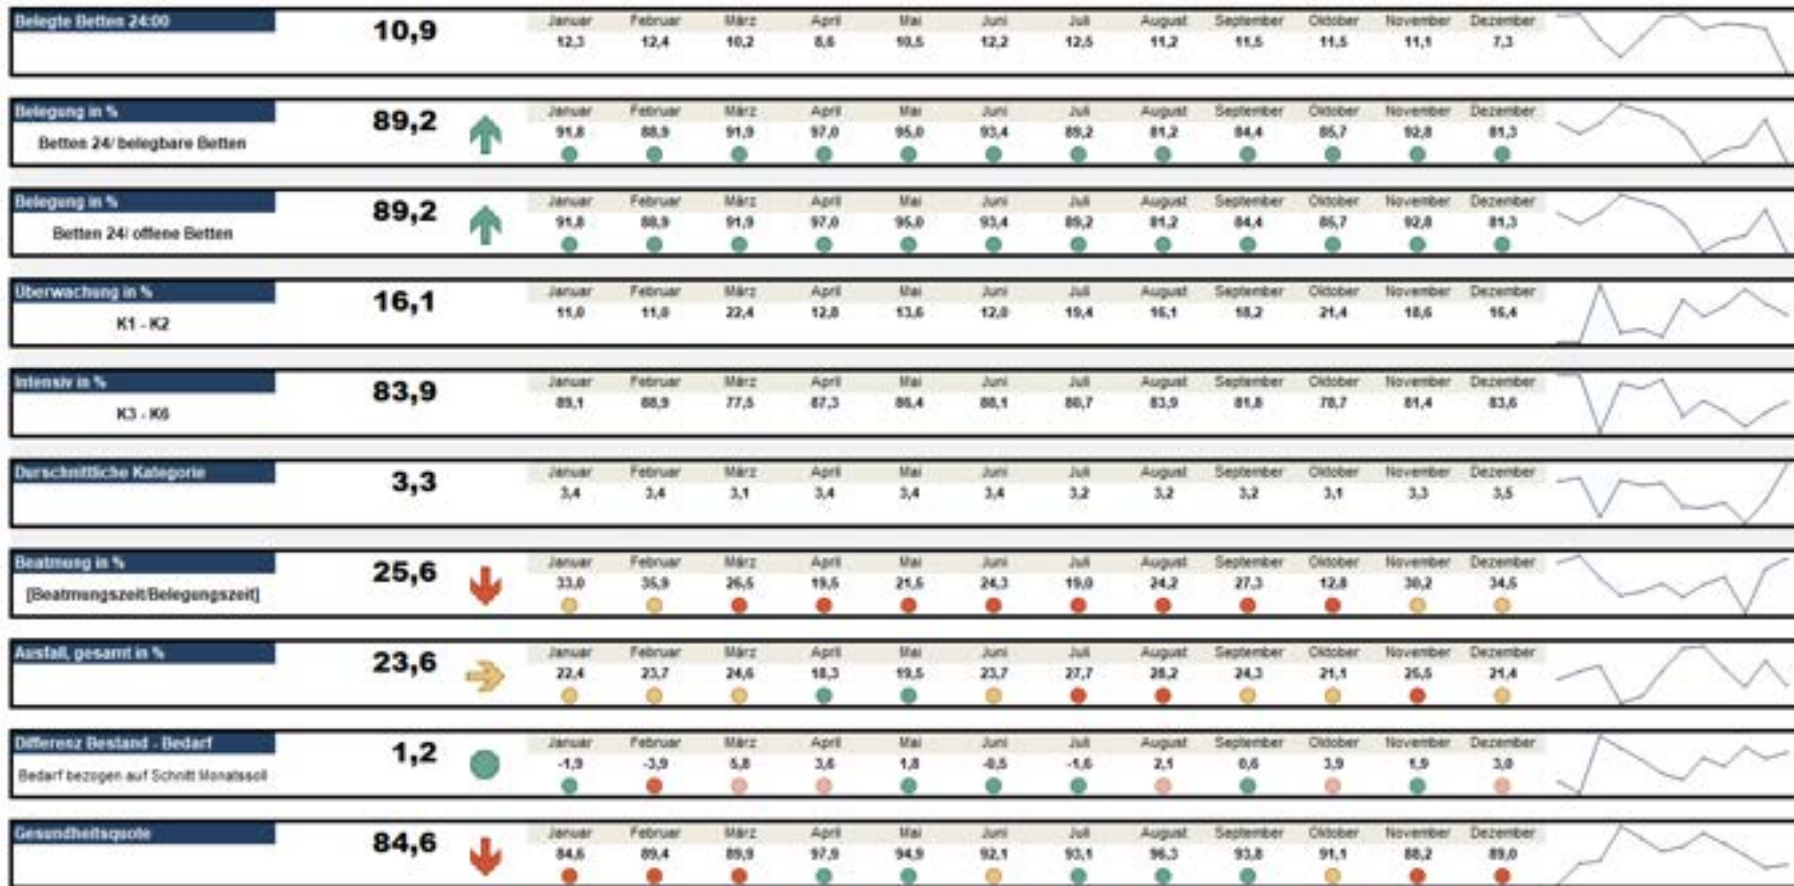 Belegte Betten 24:00
10,9
Januar Februar März April Mai Juni Juli August September Oktober November Dezember
12,3 12,4 10,2 8,6 10,5 12,2 12,5 11,2 11,5 11,5 11,1 7,3
Belegung in %
Betten 24/ belegbare Betten
89,2
Januar Februar März April Mai Juni Juli August September Oktober November Dezember
91,8 88,9 91,9 97,0 95,0 93,4 89,2 81,2 84,4 85,7 92,8 81,3
Belegung in %
Betten 24/ offene Betten
89,2
Januar Februar März April Mai Juni Juli August September Oktober November Dezember
91,8 88,9 91,9 97,0 95,0 93,4 89,2 81,2 84,4 85,7 92,8 81,3
Überwachung in %
K1 - K2
16,1
Januar Februar März April Mai Juni Juli August September Oktober November Dezember
11,0 11,0 22,4 12,8 13,6 12,0 19,4 16,1 18,2 21,4 18,6 16,4
Intensiv in %
K3 - K6
83,9
Januar Februar März April Mai Juni Juli August September Oktober November Dezember
89,1 88,9 77,5 87,3 86,4 88,1 80,7 83,9 81,8 78,7 81,4 83,6
Durschnittliche Kategorie
3,3
Januar Februar März April Mai Juni Juli August September Oktober November Dezember
3,4 3,4 3,1 3,4 3,4 3,4 3,2 3,2 3,2 3,1 3,3 3,5
Beatmung in %
[Beatmungszeit/Belegungszeit]
25,6
Januar Februar März April Mai Juni Juli August September Oktober November Dezember
33,0 35,9 26,5 19,5 21,5 24,3 19,0 24,2 27,3 12,8 30,2 34,5
Ausfall, gesamt in %
23,6
Januar Februar März April Mai Juni Juli August September Oktober November Dezember
22,4 23,7 24,6 18,3 19,5 23,7 27,7 28,2 24,3 21,1 25,5 21,4
Differenz Bestand - Bedarf
Bedarf bezogen auf Schnitt Monatssoll
1,2
Januar Februar März April Mai Juni Juli August September Oktober November Dezember
-1,9 -3,9 5,8 3,6 1,8 -0,5 -1,6 2,1 0,6 3,9 1,9 3,0
Gesundheitsquote
84,6
Januar Februar März April Mai Juni Juli August September Oktober November Dezember
84,6 89,4 89,9 97,9 94,9 92,1 93,1 96,3 93,8 91,1 88,2 89,0